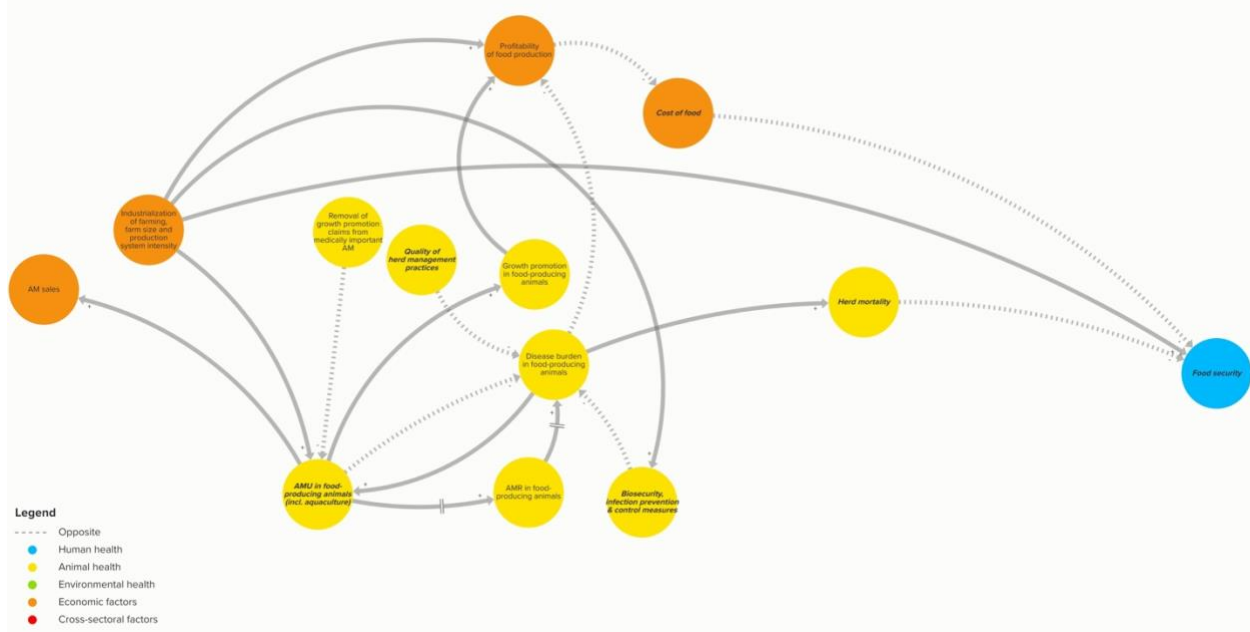 Profitability
of food production
Cost of food
Industrialization
of farming,
farm size and
production
system intensity
Removal of
growth promotion
claims from
medically important
AM
Quality of
herd management
practices
Growth promotion
in food-producing
animals
AM sales
Herd mortality
Disease burden
in food-producing
animals
Food security
AMU in food-
producing animals
(incl. aquaculture)
AMR in food-
producing animals
Biosecurity,
infection prevention
& control measures
Legend
Opposite
Human health
Animal health
Environmental health
Economic factors
Cross-sectoral factors